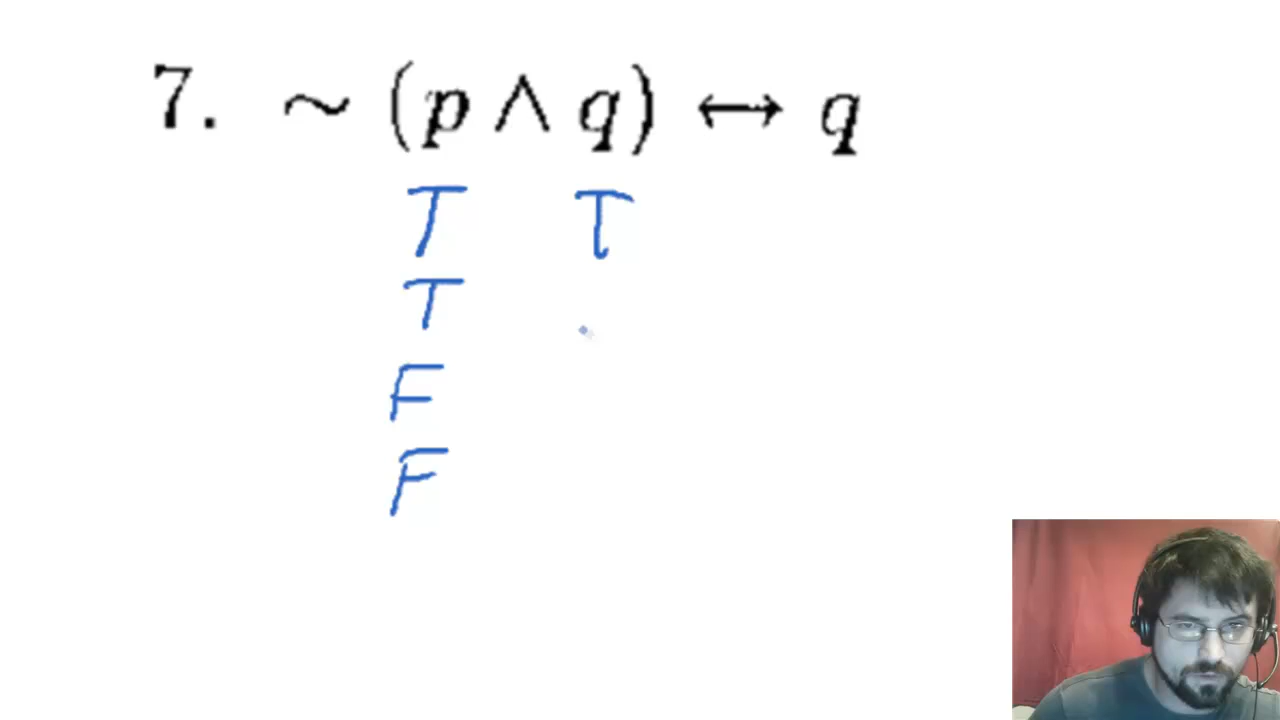 7. ∼ (p ∧ q) ↔ q
T T
T
F
F